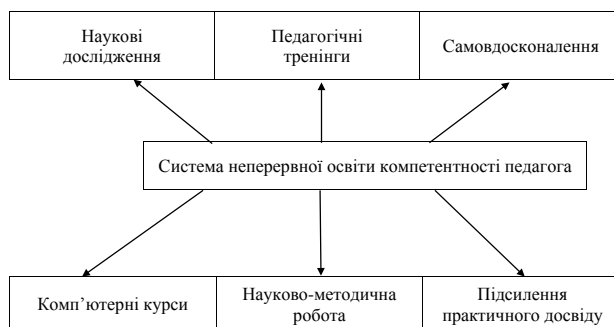 Наукові
дослідження
Педагогічні
тренінги
Самовдосконалення
Система неперервної освіти компетентності педагога
Комп’ютерні курси
Науково-методична
робота
Підсилення
практичного досвіду